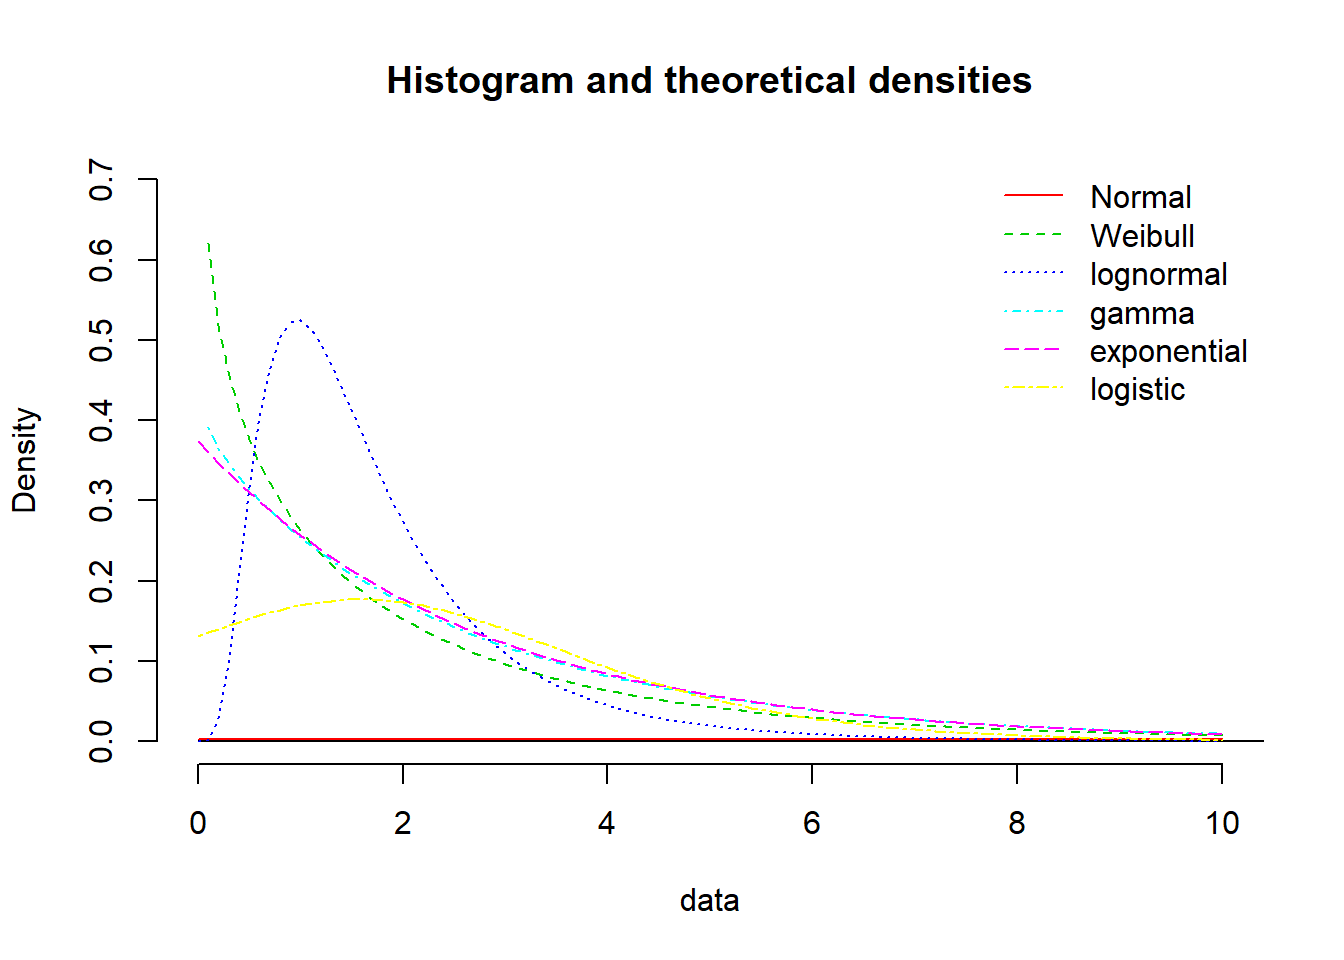 Histogram and theoretical densities
Density
0.7
0.6
0.5
0.4
0.3
0.2
0.1
0.0
Normal
Weibull
lognormal
gamma
exponential
logistic
0 2 4 6 8 10
data